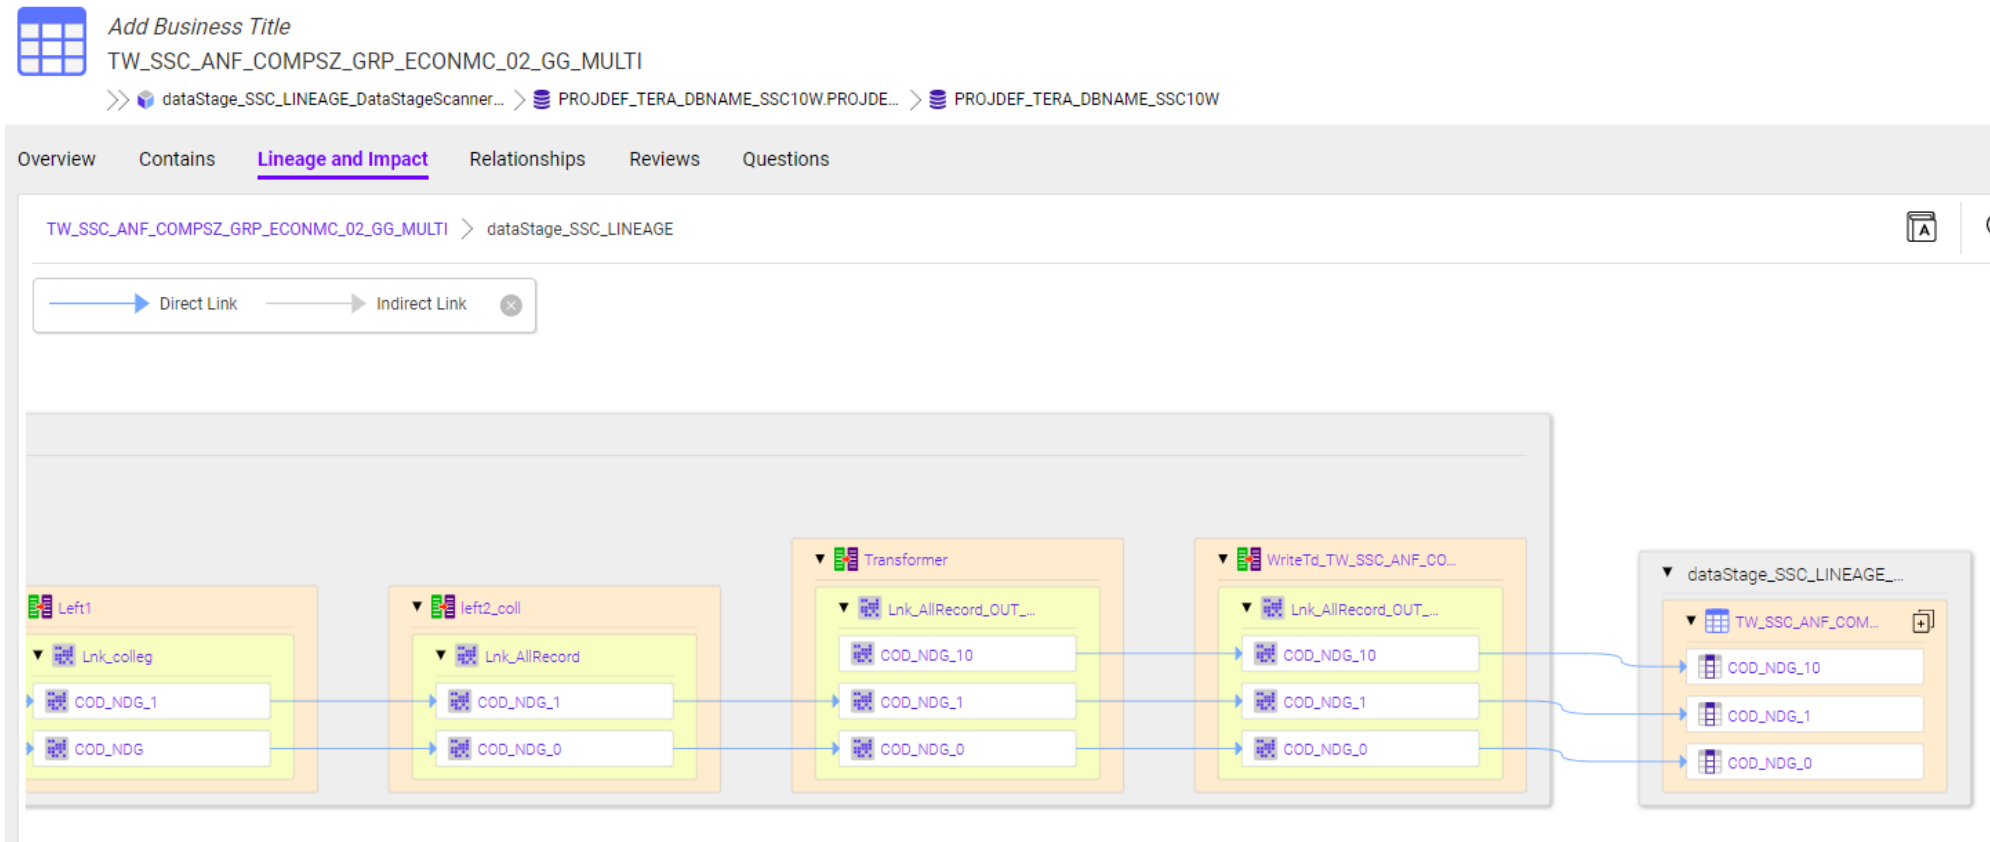 Add Business Title
TW_SSC_ANF_COMPSZ_GRP_ECONMC_02_GG_MULTI
dataStage_SSC_LINEAGE_DataStageScanner... PROJDEF_TERA_DBNAME_SSC10W.PROJDE... PROJDEF_TERA_DBNAME_SSC10W
Overview Contains Lineage and Impact Relationships Reviews Questions
TW_SSC_ANF_COMPSZ_GRP_ECONMC_02_GG_MULTI dataStage_SSC_LINEAGE
A
Direct Link Indirect Link
Left1
Lnk_colleg
COD_NDG_1
COD_NDG
left2_coll
Lnk_AllRecord
COD_NDG_1
COD_NDG_0
Transformer
Lnk_AllRecord_OUT_...
COD_NDG_10
COD_NDG_1
COD_NDG_0
WriteTd_TW_SSC_ANF_CO...
Lnk_AllRecord_OUT_...
COD_NDG_10
COD_NDG_1
COD_NDG_0
dataStage_SSC_LINEAGE_...
TW_SSC_ANF_COM...
COD_NDG_10
COD_NDG_1
COD_NDG_0